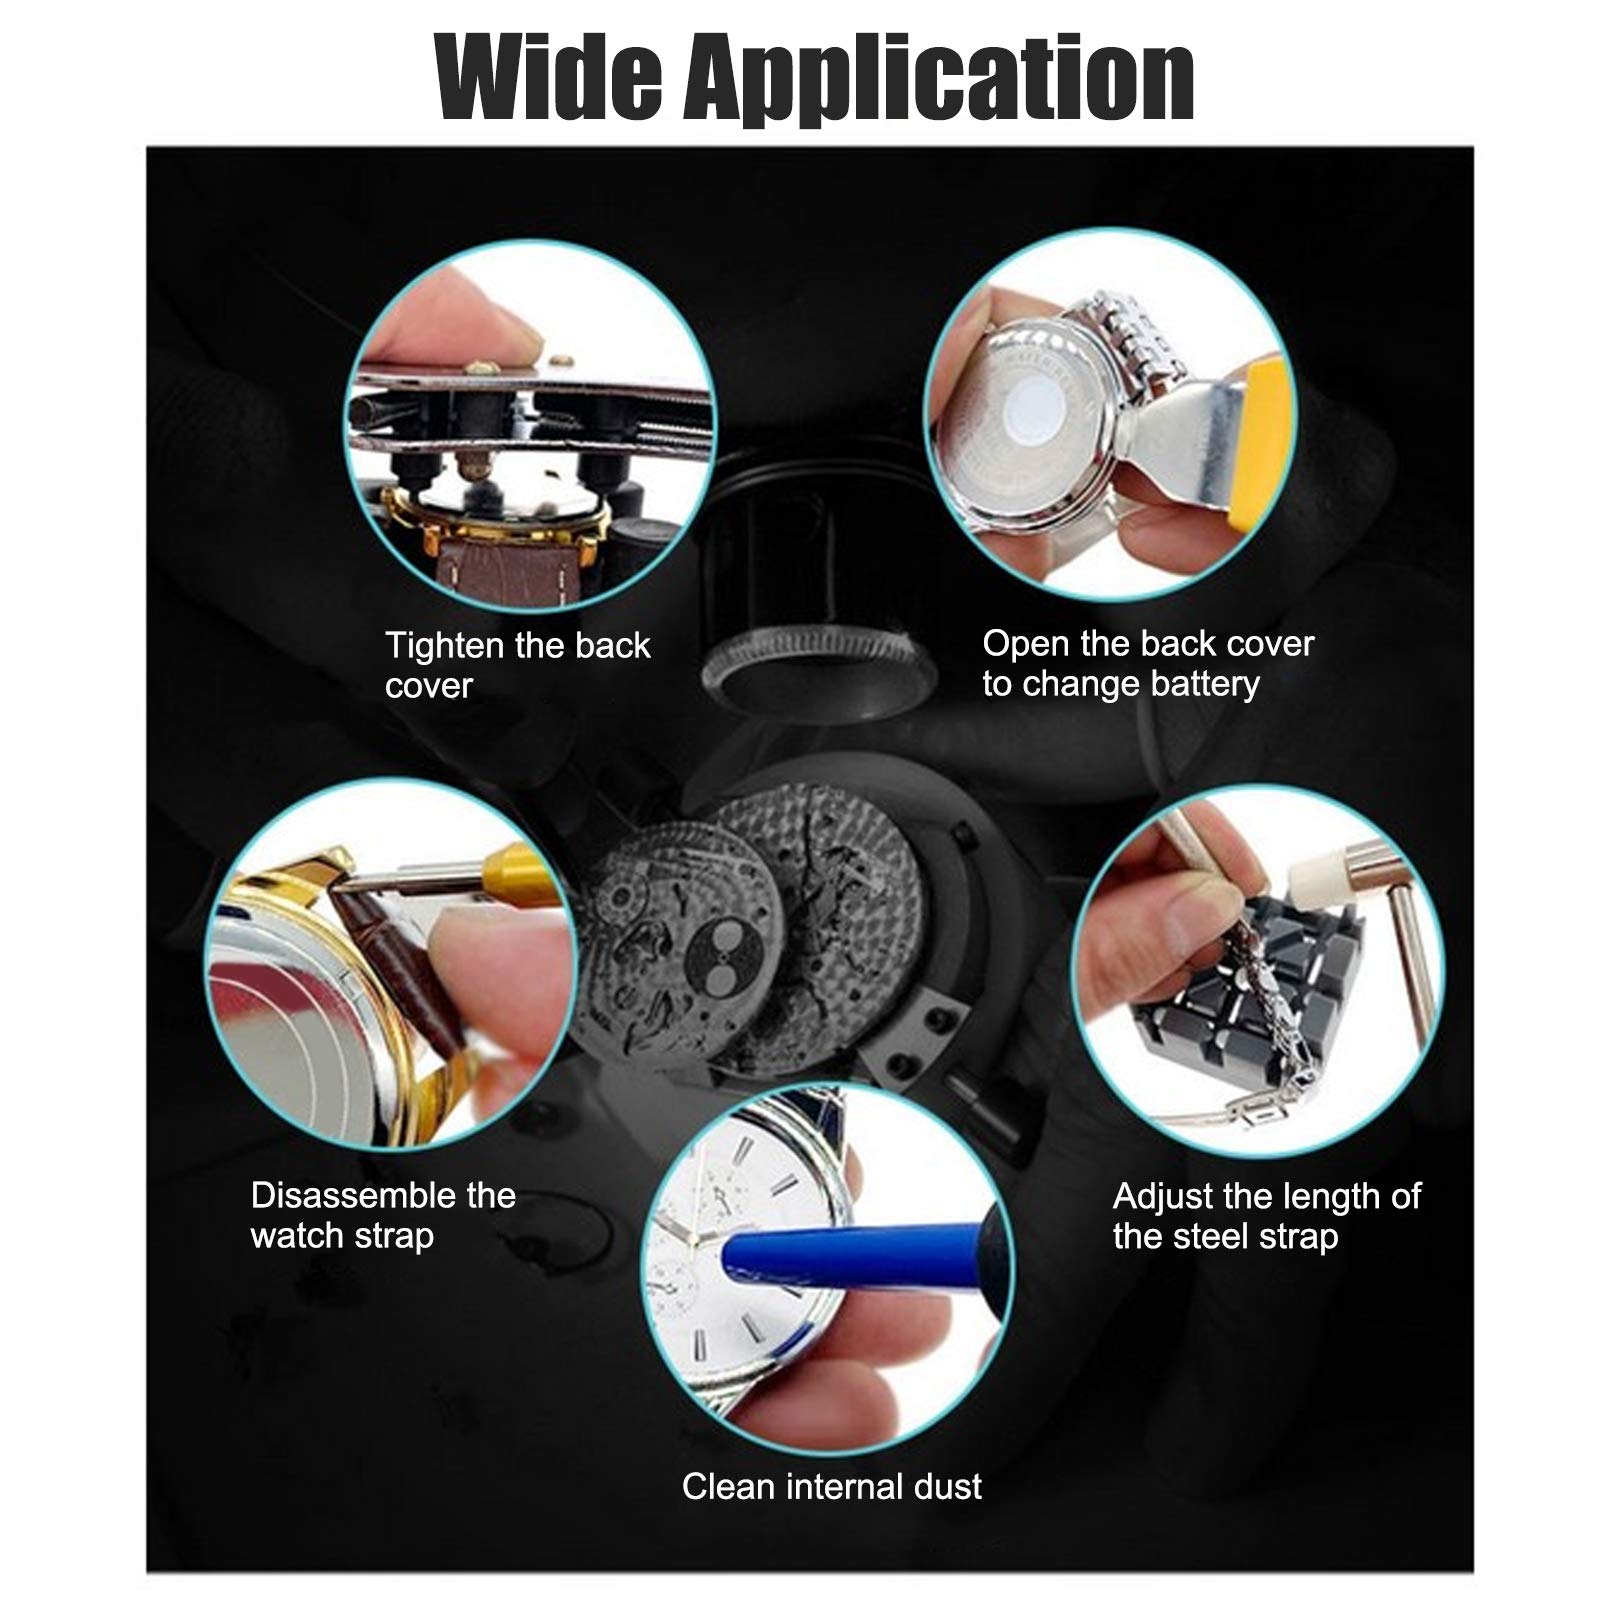 Wide Application
Tighten the back
cover
Open the back cover
to change battery
Disassemble the
watch strap
Adjust the length of
the steel strap
Clean internal dust